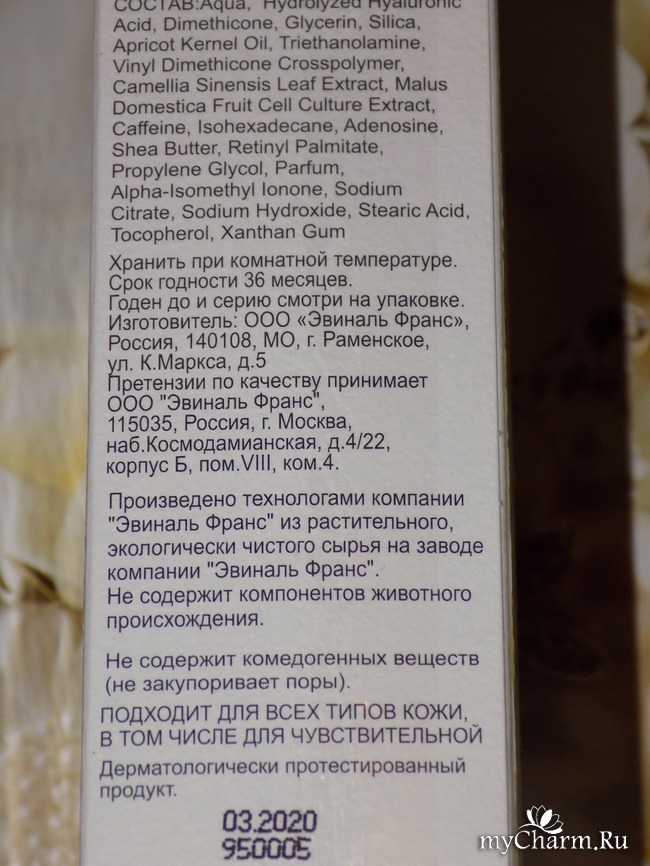 СОСТАВ:Aqua, Hydrolyzed Hyaluronic
Acid, Dimethicone, Glycerin, Silica,
Apricot Kernel Oil, Triethanolamine,
Vinyl Dimethicone Crosspolymer,
Camellia Sinensis Leaf Extract, Malus
Domestica Fruit Cell Culture Extract,
Caffeine, Isohexadecane, Adenosine,
Shea Butter, Retinyl Palmitate,
Propylene Glycol, Parfum,
Alpha-Isomethyl Ionone, Sodium
Citrate, Sodium Hydroxide, Stearic Acid,
Tocopherol, Xanthan Gum
Хранить при комнатной температуре.
Срок годности 36 месяцев.
Годен до и серию смотри на упаковке.
Изготовитель: ООО «Эвиналь Франс»,
Россия, 140108, МО, г. Раменское,
ул. К.Маркса, д.5
Претензии по качеству принимает
ООО "Эвиналь Франс",
115035, Россия, г. Москва,
наб.Космодамианская, д.4/22,
корпус Б, пом.VIII, ком.4.
Произведено технологами компании
"Эвиналь Франс" из растительного,
экологически чистого сырья на заводе
компании "Эвиналь Франс".
Не содержит компонентов животного
происхождения.
Не содержит комедогенных веществ
(не закупоривает поры).
ПОДХОДИТ ДЛЯ ВСЕХ ТИПОВ КОЖИ,
В ТОМ ЧИСЛЕ ДЛЯ ЧУВСТВИТЕЛЬНОЙ
Дерматологически протестированный
продукт.
03.2020
950005
myCharm.Ru